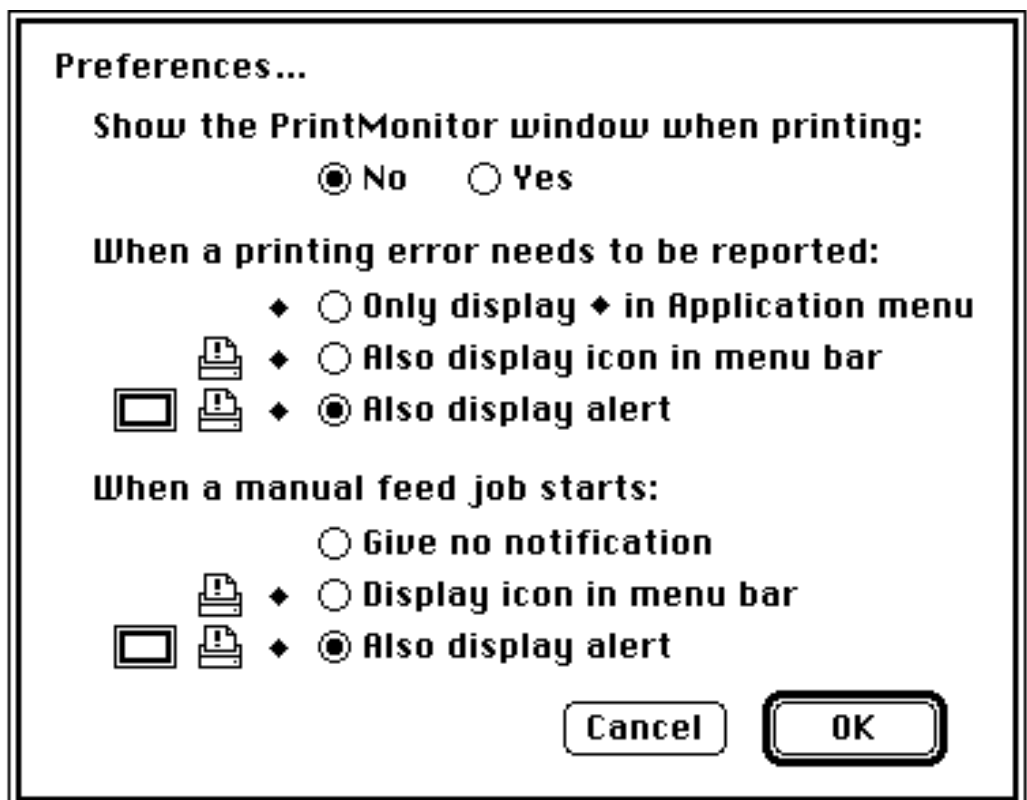 Preferences...
Show the PrintMonitor window when printing:
No Yes
When a printing error needs to be reported:
Only display ◆ in Application menu
Also display icon in menu bar
Also display alert
When a manual feed job starts:
Give no notification
Display icon in menu bar
Also display alert
Cancel OK